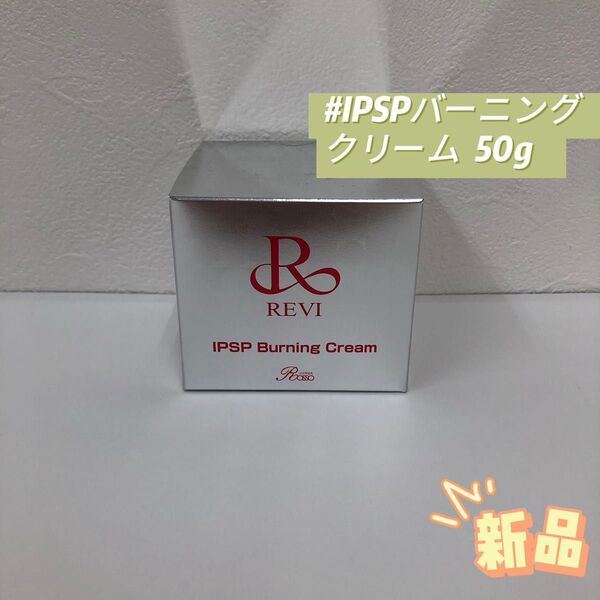 #IPSPバーニング
クリーム 50g
R
REVI
IPSP Burning Cream
Rosso
新品